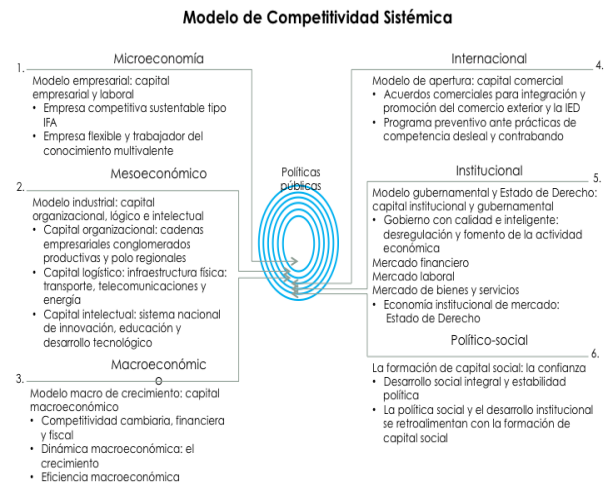 Modelo de Competitividad Sistémica
1.
Microeconomía
Modelo empresarial: capital
empresarial y laboral
• Empresa competitiva sustentable tipo
IFA
• Empresa flexible y trabajador del
conocimiento multivalente
2.
Mesoeconómico
Modelo industrial: capital
organizacional, lógico e intelectual
• Capital organizacional: cadenas
empresariales conglomerados
productivas y polo regionales
• Capital logístico: infraestructura física:
transporte, telecomunicaciones y
energía
• Capital intelectual: sistema nacional
de innovación, educación y
desarrollo tecnológico
3.
Macroeconómic
o
Modelo macro de crecimiento: capital
macroeconómico
• Competitividad cambiaria, financiera
y fiscal
• Dinámica macroeconómica: el
crecimiento
• Eficiencia macroeconómica
Políticas
públicas
Internacional
4.
Modelo de apertura: capital comercial
• Acuerdos comerciales para integración y
promoción del comercio exterior y la IED
• Programa preventivo ante prácticas de
competencia desleal y contrabando
Institucional
5.
Modelo gubernamental y Estado de Derecho:
capital institucional y gubernamental
• Gobierno con calidad e inteligente:
desregulación y fomento de la actividad
económica
Mercado financiero
Mercado laboral
Mercado de bienes y servicios
• Economía institucional de mercado:
Estado de Derecho
Político-social
6.
La formación de capital social: la confianza
• Desarrollo social integral y estabilidad
política
• La política social y el desarrollo institucional
se retroalimentan con la formación de
capital social